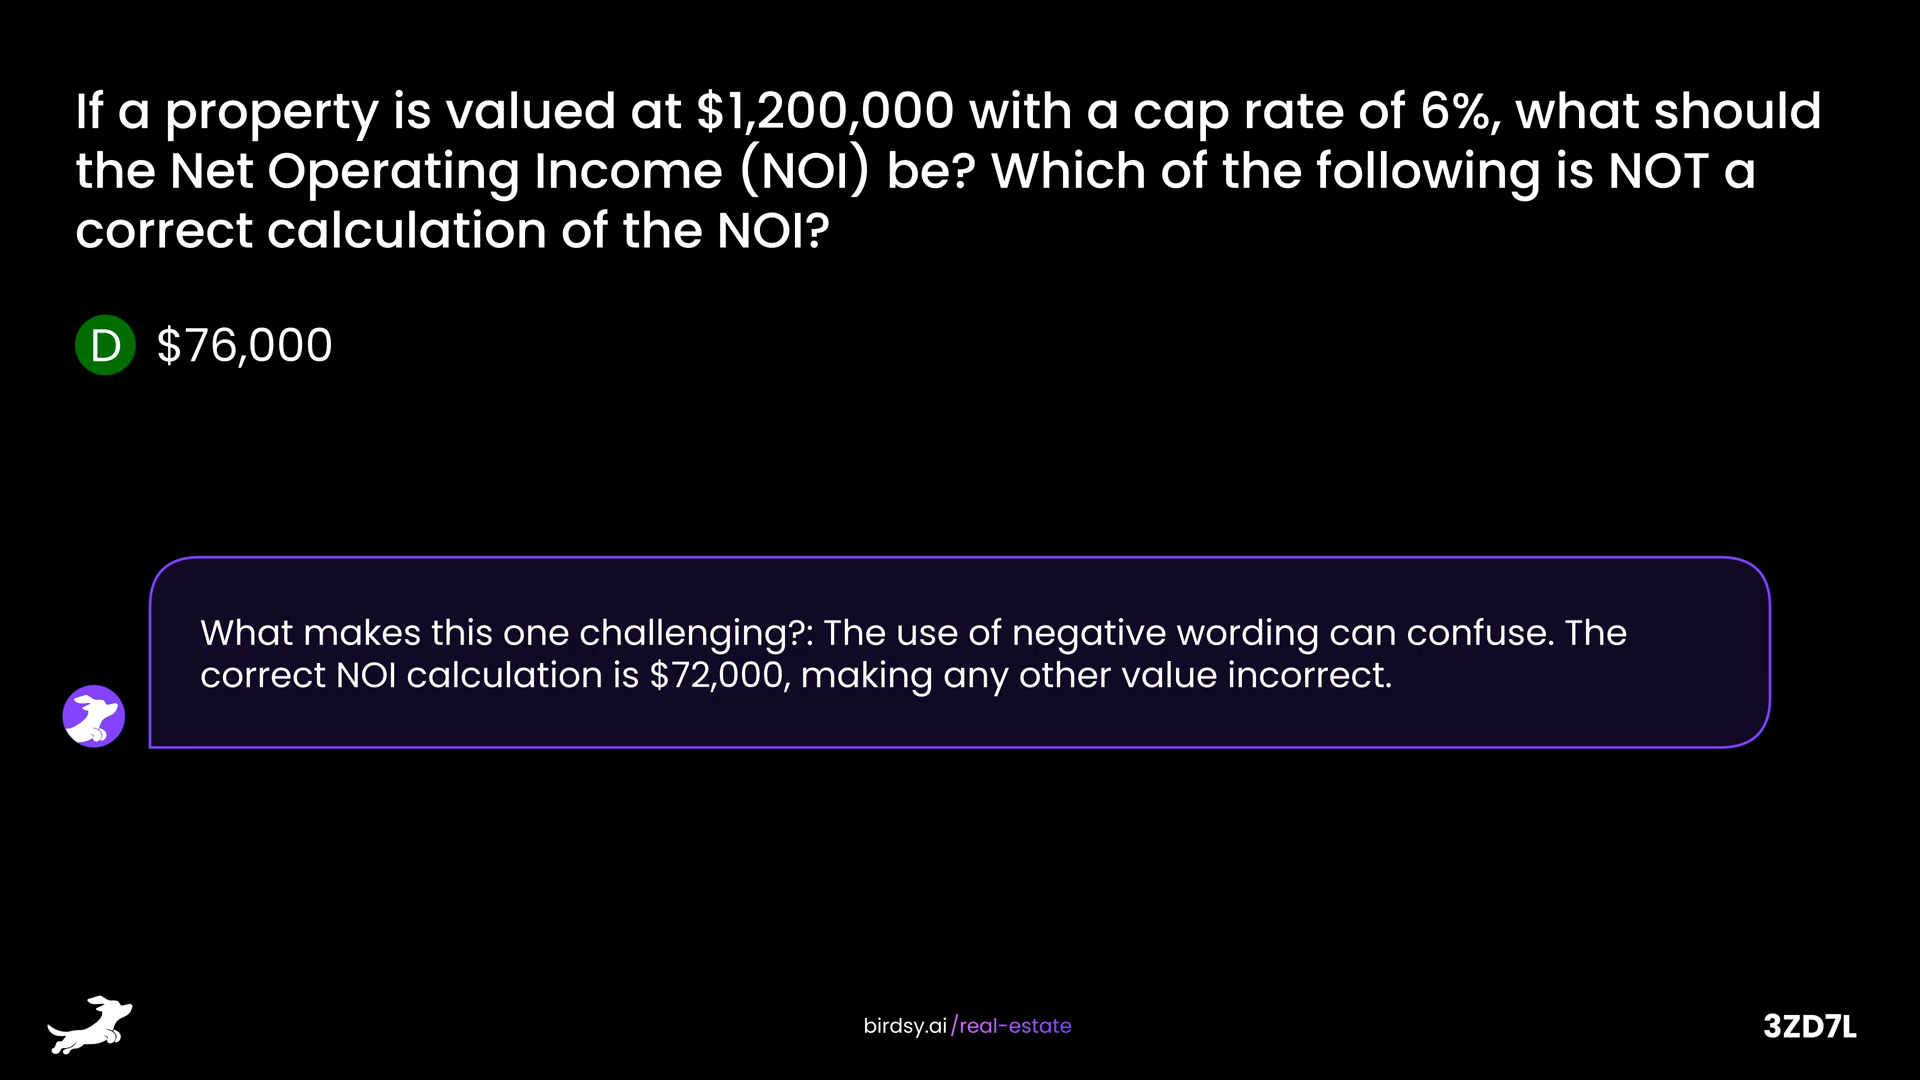 If a property is valued at $1,200,000 with a cap rate of 6%, what should
the Net Operating Income (NOI) be? Which of the following is NOT a
correct calculation of the NOI?
D $76,000
What makes this one challenging?: The use of negative wording can confuse. The
correct NOI calculation is $72,000, making any other value incorrect.
birdsy.ai/real-estate
3ZD7L